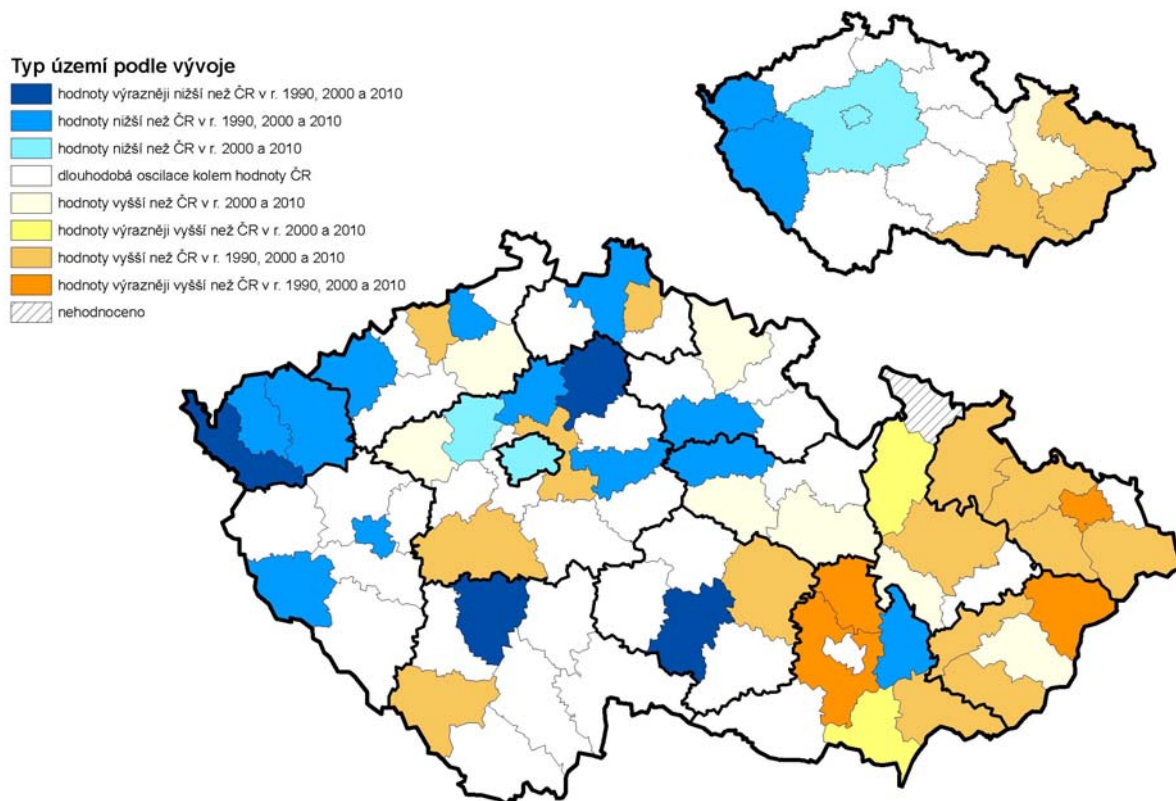 Typ území podle vývoje
hodnoty výrazněji nižší než ČR v r. 1990, 2000 a 2010
hodnoty nižší než ČR v r. 1990, 2000 a 2010
hodnoty nižší než ČR v r. 2000 a 2010
dlouhodobá oscilace kolem hodnoty ČR
hodnoty vyšší než ČR v r. 2000 a 2010
hodnoty výrazněji vyšší než ČR v r. 2000 a 2010
hodnoty vyšší než ČR v r. 1990, 2000 a 2010
hodnoty výrazněji vyšší než ČR v r. 1990, 2000 a 2010
nehodnoceno